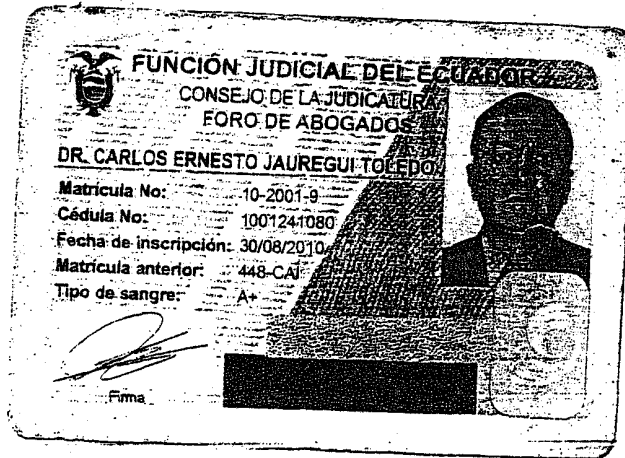 FUNCIÓN JUDICIAL DEL ECUADOR
CONSEJO DE LA JUDICATURA
FORO DE ABOGADOS
DR. CARLOS ERNESTO JAUREGUI TOLEDO
Matrícula No: 10-2001-9
Cédula No: 1001241080
Fecha de inscripción: 30/08/2010
Matrícula anterior: 448-CAI
Tipo de sangre: A+
Firma